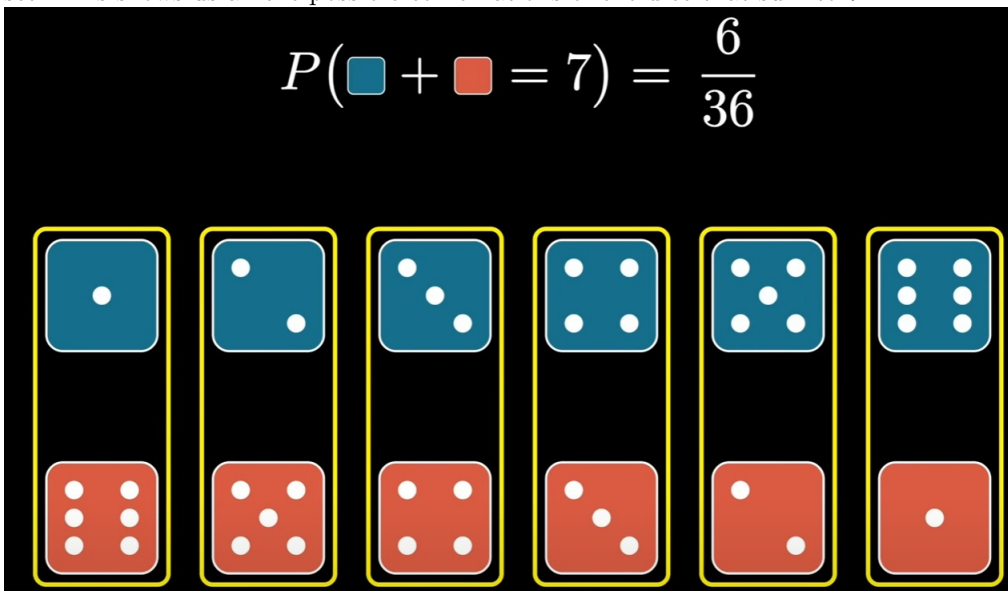 P( + = 7) = 6/36